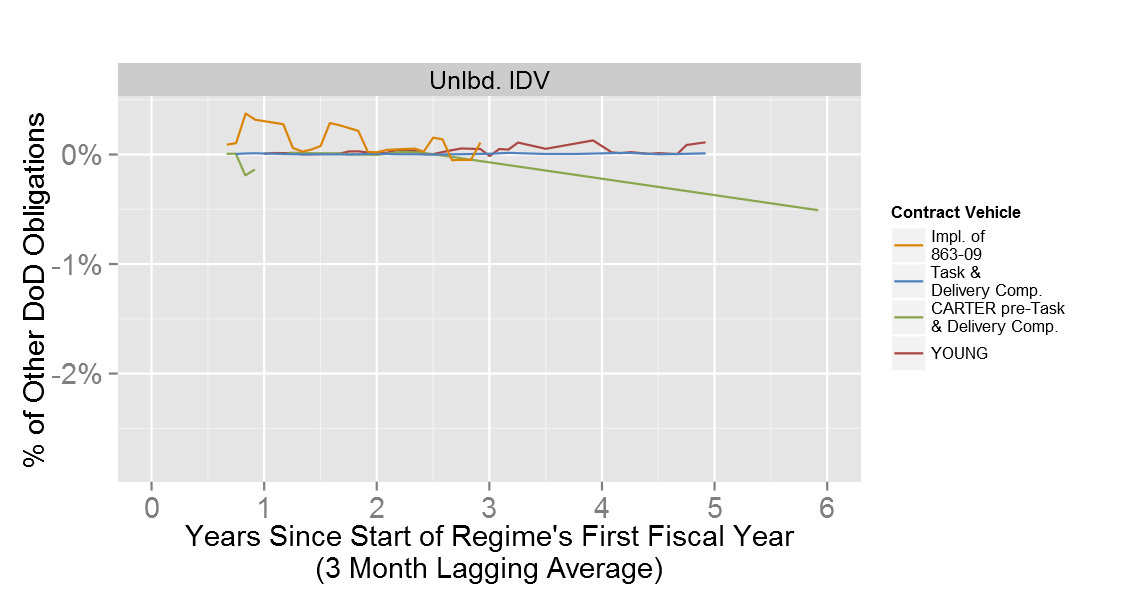 Unlbd. IDV
% of Other DoD Obligations
0%
-1%
-2%
0 1 2 3 4 5 6
Years Since Start of Regime's First Fiscal Year
(3 Month Lagging Average)
Contract Vehicle
Impl. of
863-09
Task &
Delivery Comp.
CARTER pre-Task
& Delivery Comp.
YOUNG